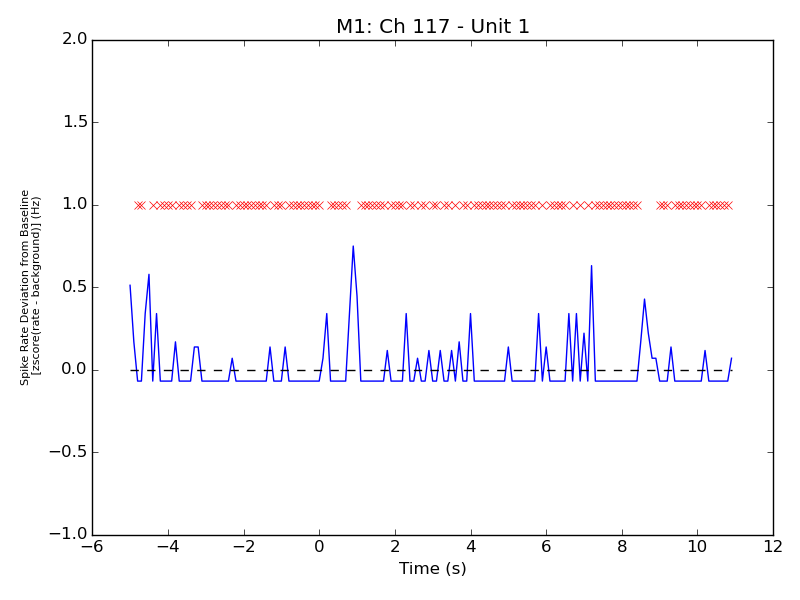 M1: Ch 117 - Unit 1
2.0
1.5
1.0
0.5
0.0
−0.5
−1.0
Spike Rate Deviation from Baseline
[zscore(rate - background)] (Hz)
−6 −4 −2 0 2 4 6 8 10 12
Time (s)